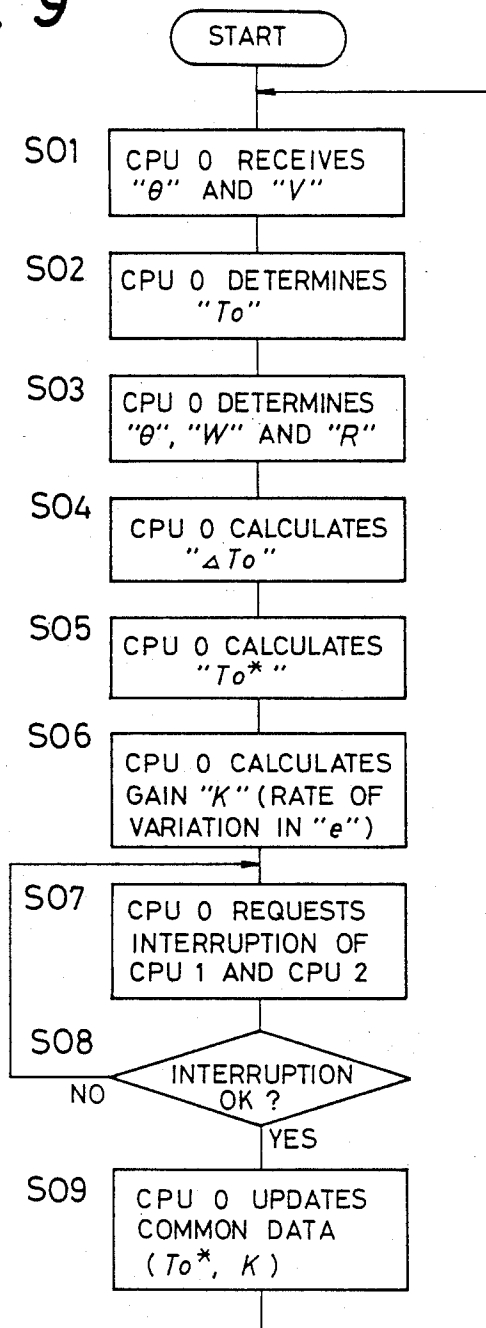 . 9
START
S01
CPU 0 RECEIVES
"θ" AND "V"
S02
CPU 0 DETERMINES
"To"
S03
CPU 0 DETERMINES
"θ", "W" AND "R"
S04
CPU 0 CALCULATES
"△To"
S05
CPU 0 CALCULATES
"To*"
S06
CPU 0 CALCULATES
GAIN "K" (RATE OF
VARIATION IN "e")
S07
CPU 0 REQUESTS
INTERRUPTION OF
CPU 1 AND CPU 2
S08
INTERRUPTION
OK ?
NO
YES
S09
CPU 0 UPDATES
COMMON DATA
(To*, K)